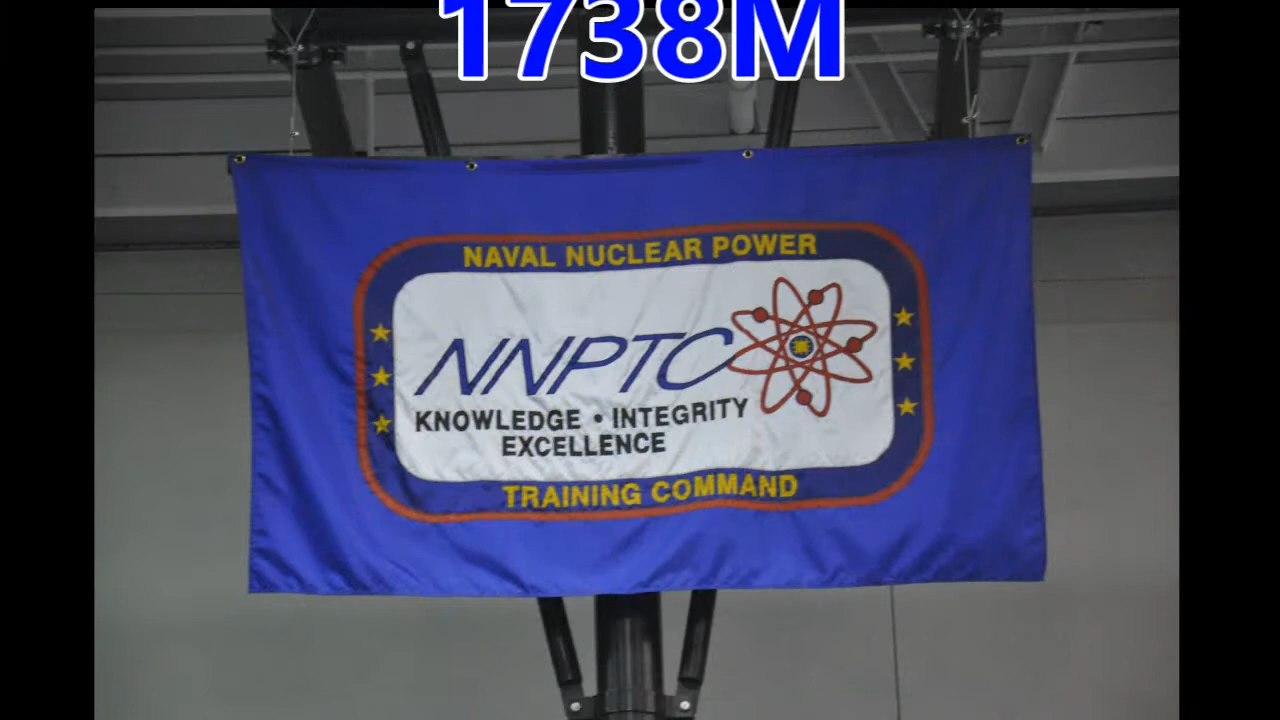 1738M
NAVAL NUCLEAR POWER
NNPTC
KNOWLEDGE • INTEGRITY
EXCELLENCE
TRAINING COMMAND